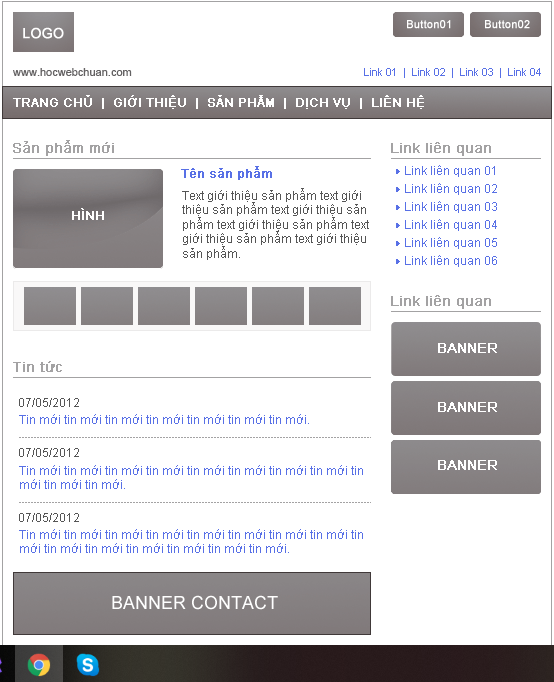 LOGO
Button01
Button02
www.hocwebchuan.com
Link 01 | Link 02 | Link 03 | Link 04
TRANG CHỦ | GIỚI THIỆU | SẢN PHẨM | DỊCH VỤ | LIÊN HỆ
Sản phẩm mới
HÌNH
Tên sản phẩm
Text giới thiệu sản phẩm text giới
thiệu sản phẩm text giới thiệu sản
phẩm text giới thiệu sản phẩm text
giới thiệu sản phẩm text giới thiệu
sản phẩm.
Tin tức
07/05/2012
Tin mới tin mới tin mới tin mới tin mới tin mới tin mới.
07/05/2012
Tin mới tin mới tin mới tin mới tin mới tin mới tin mới tin
mới tin mới tin mới.
07/05/2012
Tin mới tin mới tin mới tin mới tin mới tin mới tin mới tin
mới tin mới tin mới tin mới tin mới tin mới tin mới.
BANNER CONTACT
Link liên quan
Link liên quan 01
Link liên quan 02
Link liên quan 03
Link liên quan 04
Link liên quan 05
Link liên quan 06
Link liên quan
BANNER
BANNER
BANNER